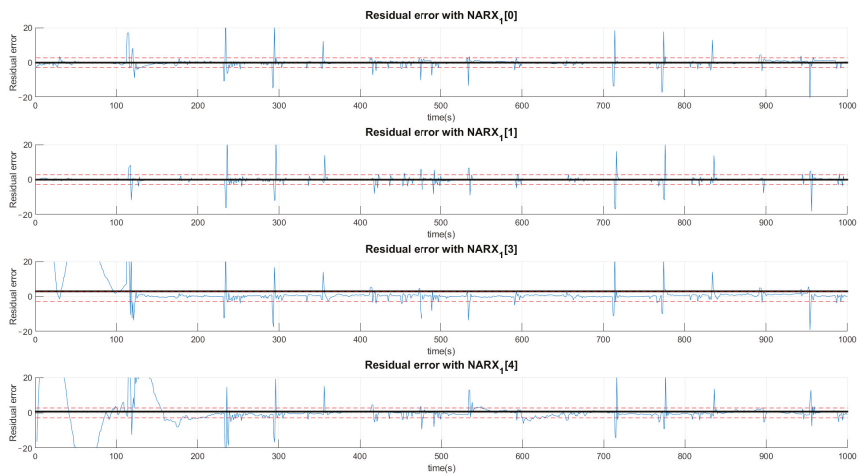 Residual error with NARX1[0]
Residual error
20
0
−20
0 100 200 300 400 500 600 700 800 900 1000
time(s)
Residual error with NARX1[1]
Residual error
20
0
−20
0 100 200 300 400 500 600 700 800 900 1000
time(s)
Residual error with NARX1[3]
Residual error
20
0
−20
0 100 200 300 400 500 600 700 800 900 1000
time(s)
Residual error with NARX1[4]
Residual error
20
0
−20
0 100 200 300 400 500 600 700 800 900 1000
time(s)